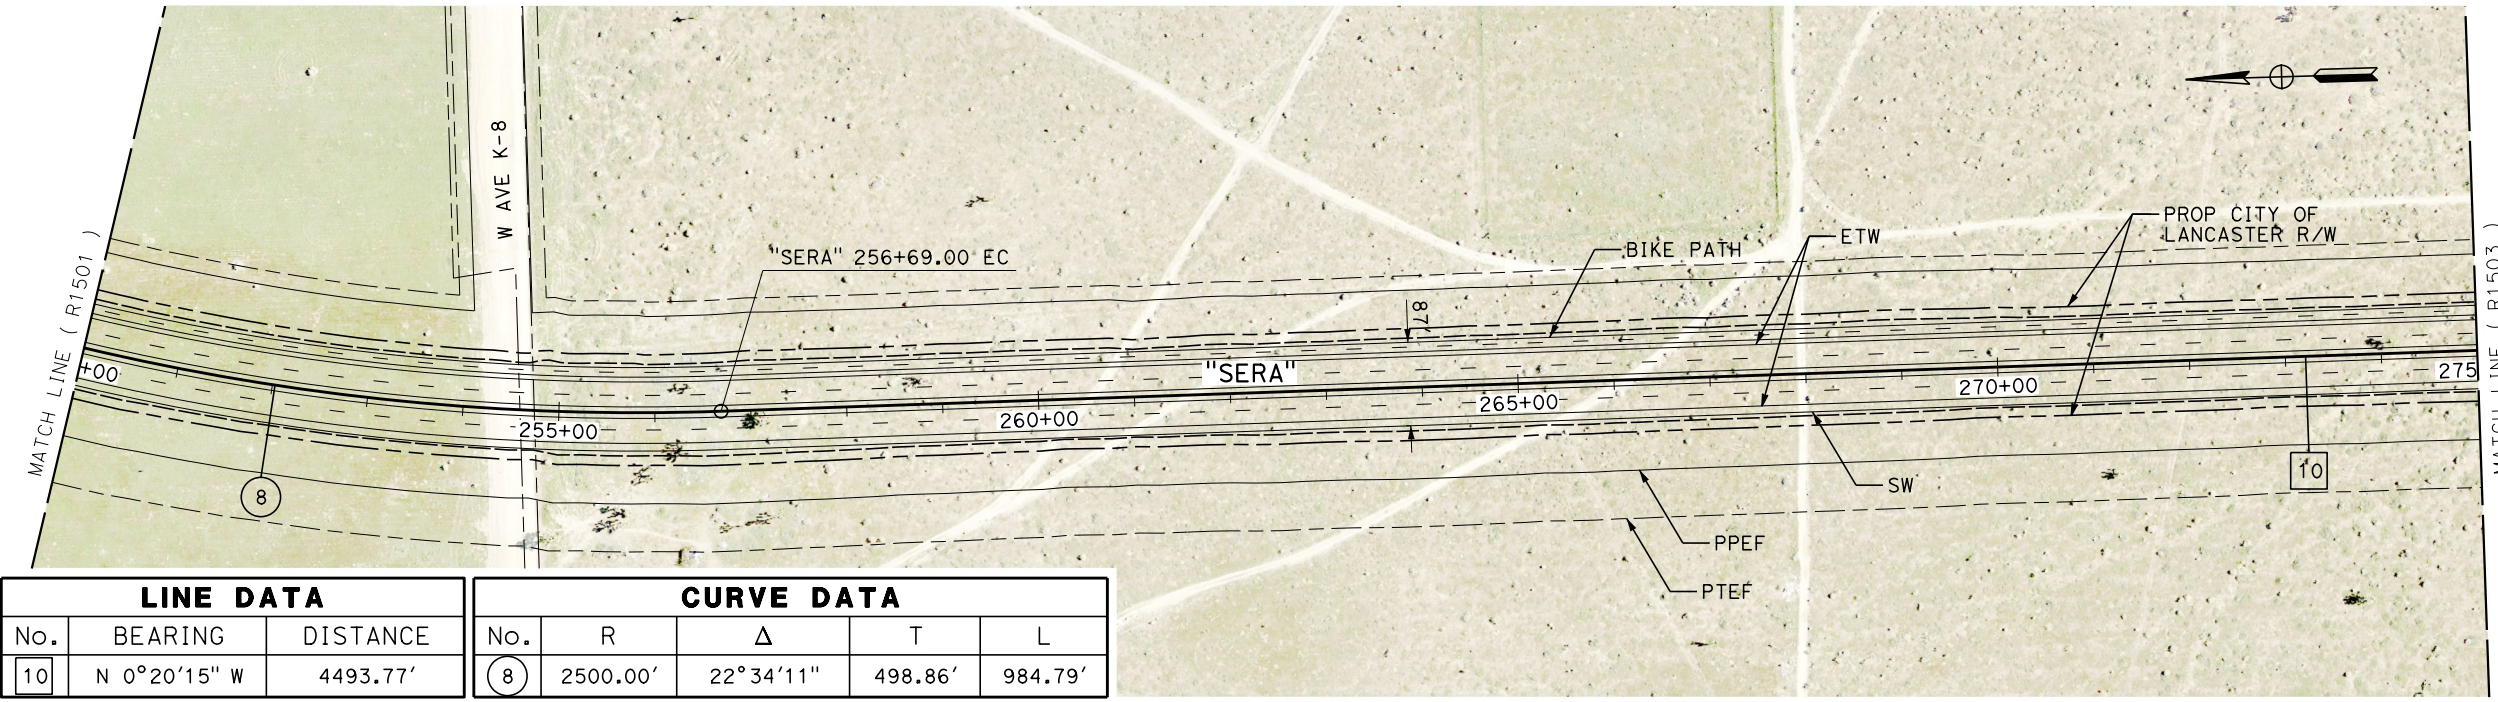 MATCH LINE ( R1501 )
+00
W AVE K-8
"SERA" 256+69.00 EC
255+00
260+00
"SERA"
87'
265+00
BIKE PATH
ETW
PROP CITY OF
LANCASTER R/W
270+00
275
MATCH LINE ( R1503 )
8
10
SW
PPEF
PTEF
LINE DATA
No. BEARING DISTANCE
10 N 0°20'15" W 4493.77'
CURVE DATA
No. R Δ T L
8 2500.00' 22°34'11" 498.86' 984.79'